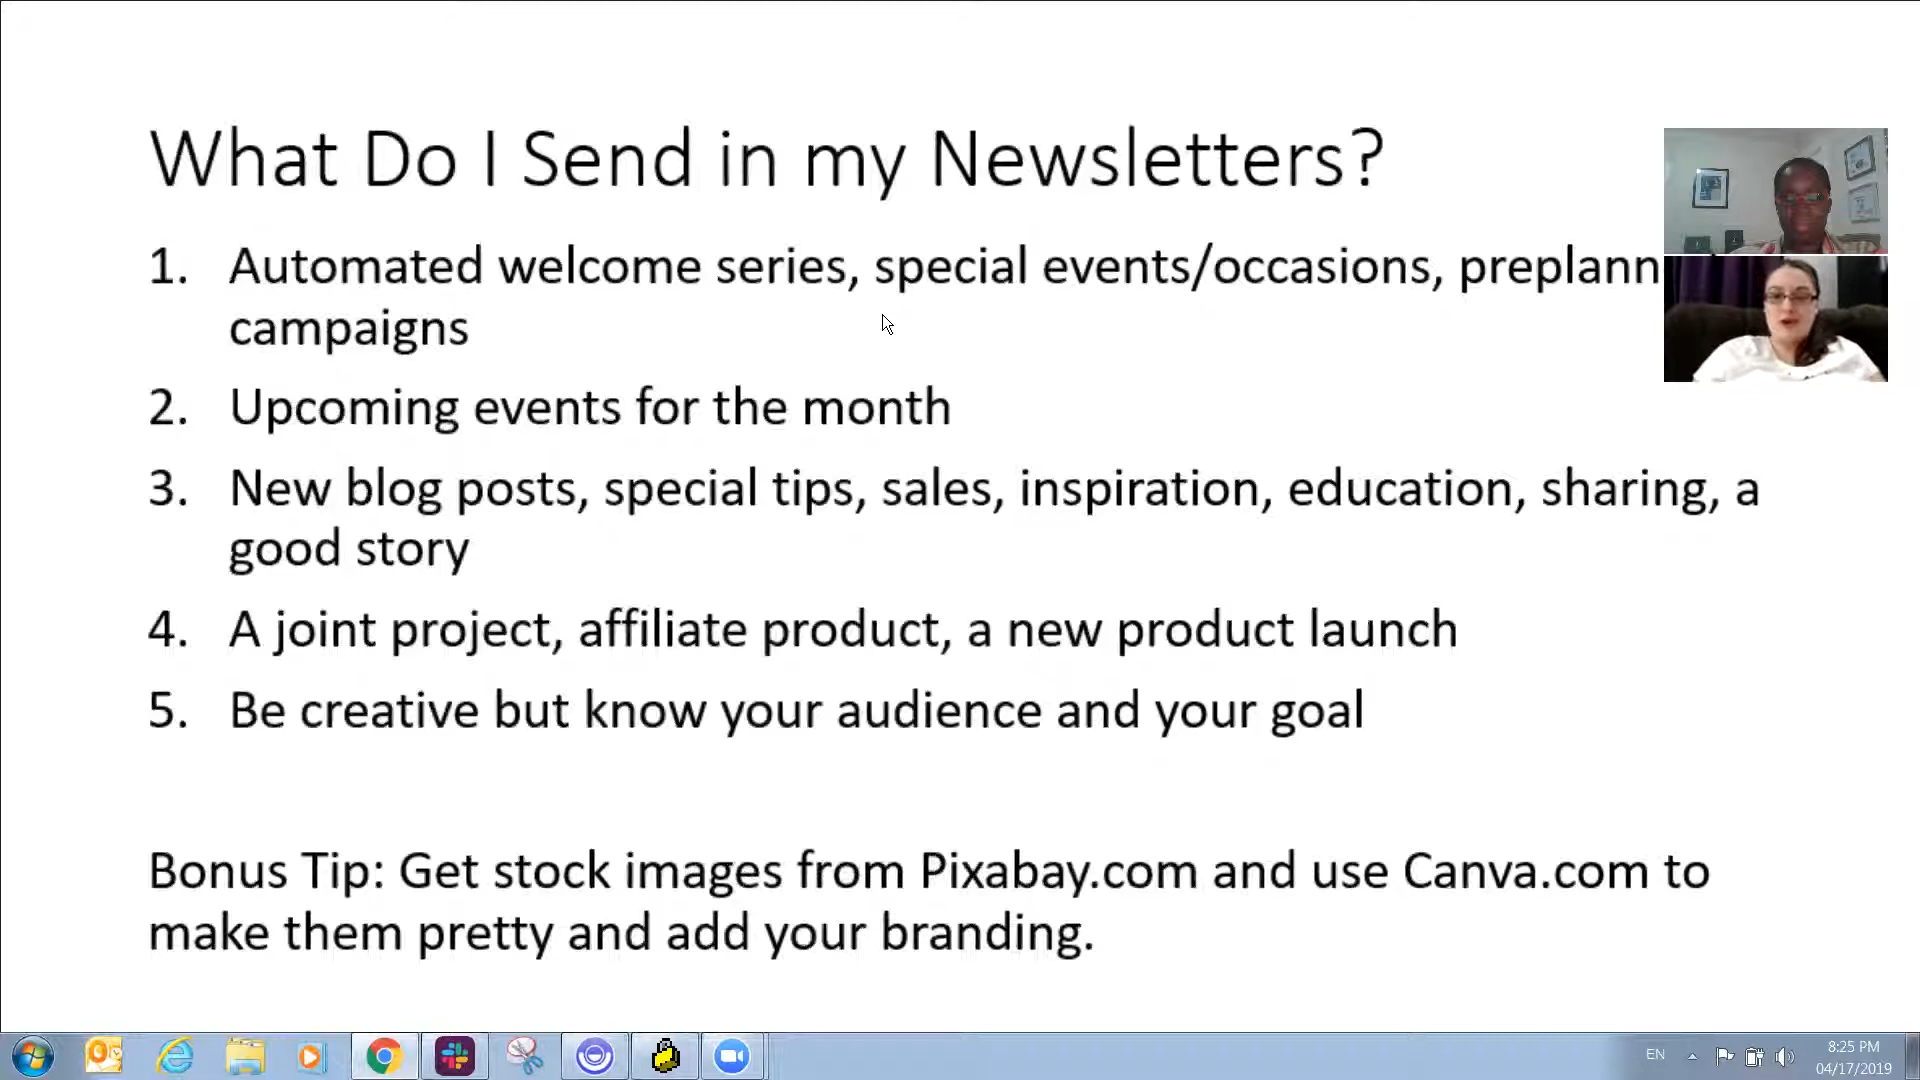 What Do I Send in my Newsletters?
1. Automated welcome series, special events/occasions, preplann
campaigns
2. Upcoming events for the month
3. New blog posts, special tips, sales, inspiration, education, sharing, a
good story
4. A joint project, affiliate product, a new product launch
5. Be creative but know your audience and your goal
Bonus Tip: Get stock images from Pixabay.com and use Canva.com to
make them pretty and add your branding.
EN
8:25 PM
04/17/2019